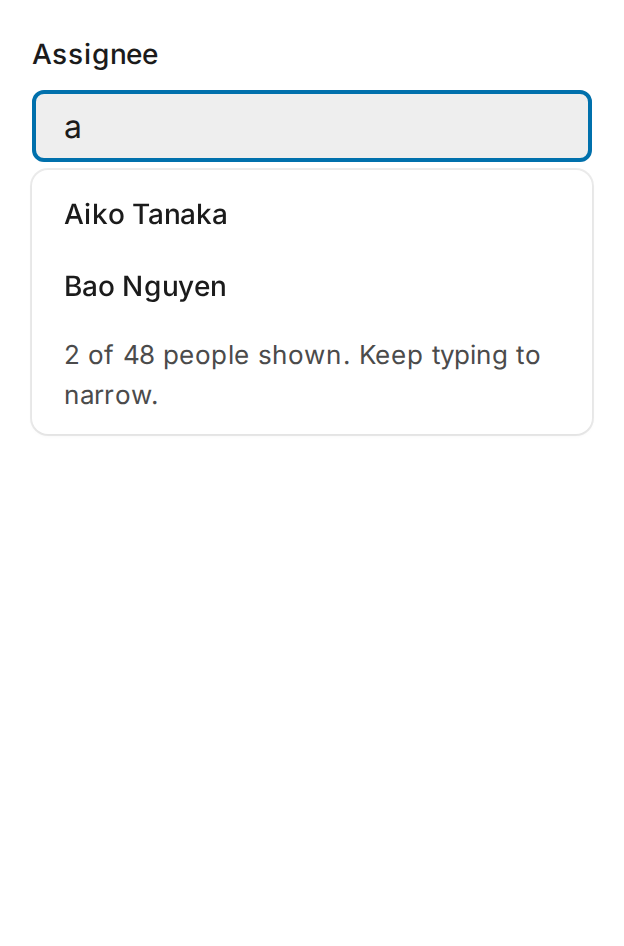 Assignee
a
Aiko Tanaka
Bao Nguyen
2 of 48 people shown. Keep typing to
narrow.